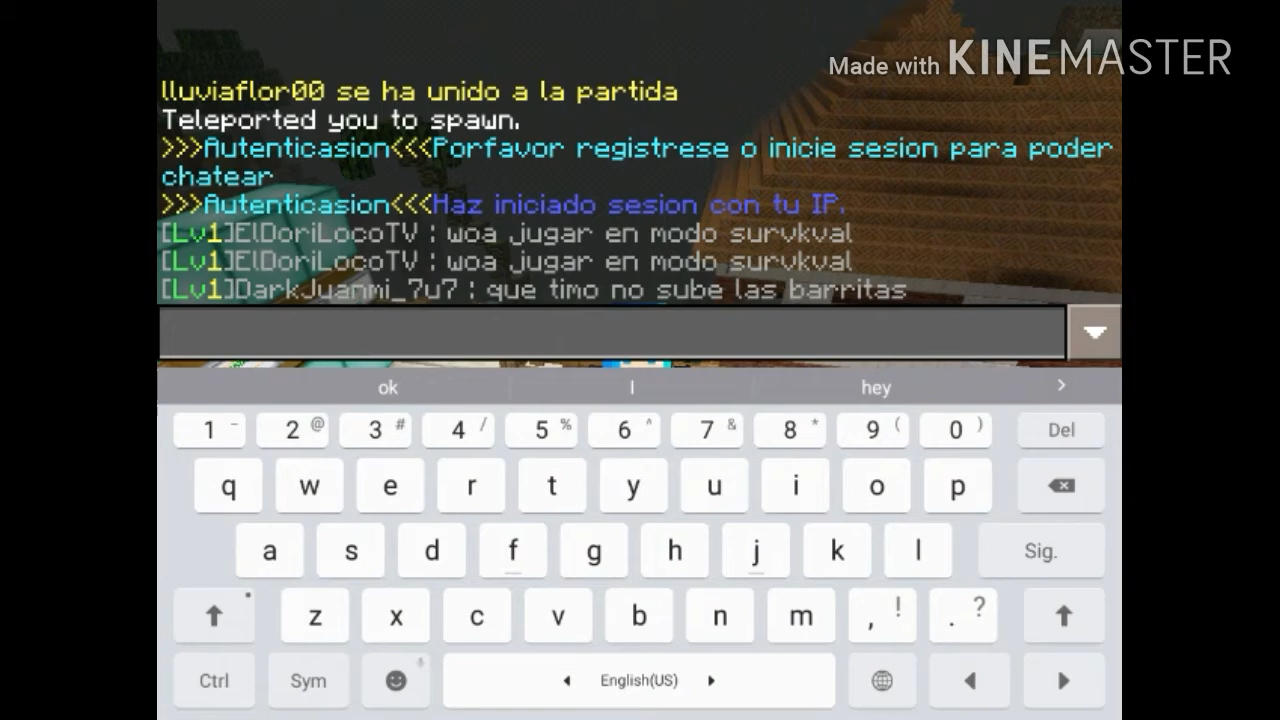 Made with KINEMASTER
lluviaflor00 se ha unido a la partida
Teleported you to spawn.
>>>Autenticasion<<<Porfavor registrese o inicie sesion para poder
chatear
>>>Autenticasion<<<Haz iniciado sesion con tu IP.
[Lv1]ElDoriLocoTV : woa jugar en modo survkval
[Lv1]ElDoriLocoTV : woa jugar en modo survkval
[Lv1]DarkJuanmi_7u7 : que timo no sube las barritas
ok I hey >
1 - 2 @ 3 # 4 / 5 % 6 ^ 7 & 8 * 9 ( 0 ) Del
q w e r t y u i o p
a s d f g h j k l Sig.
z x c v b n m , ! . ?
Ctrl Sym English(US)